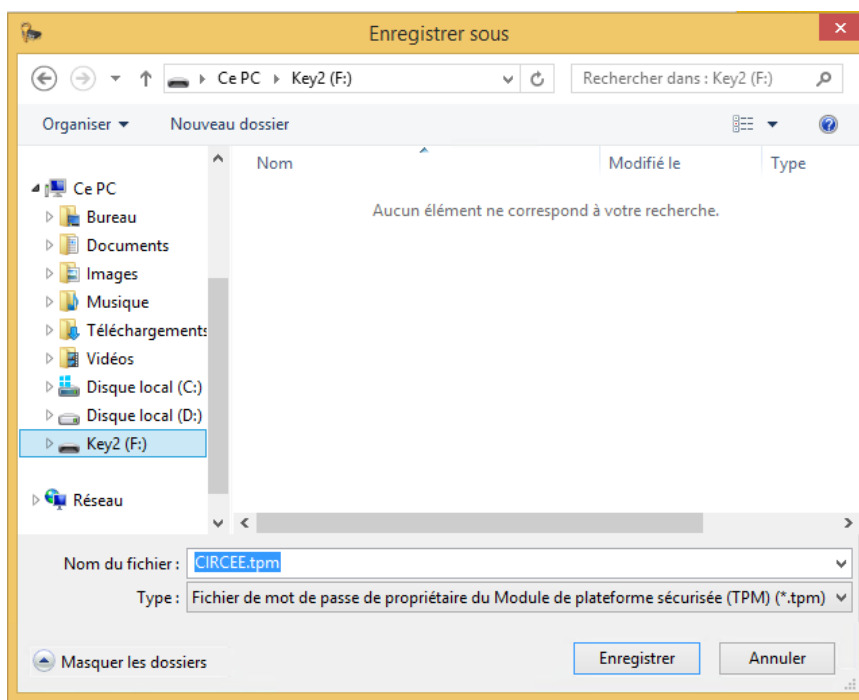 Enregistrer sous
Ce PC Key2 (F:)
Rechercher dans : Key2 (F:)
Organiser
Nouveau dossier
Nom
Modifié le
Type
Aucun élément ne correspond à votre recherche.
Ce PC
Bureau
Documents
Images
Musique
Téléchargements
Vidéos
Disque local (C:)
Disque local (D:)
Key2 (F:)
Réseau
Nom du fichier : CIRCEE.tpm
Type : Fichier de mot de passe de propriétaire du Module de plateforme sécurisée (TPM) (*.tpm)
Masquer les dossiers
Enregistrer
Annuler